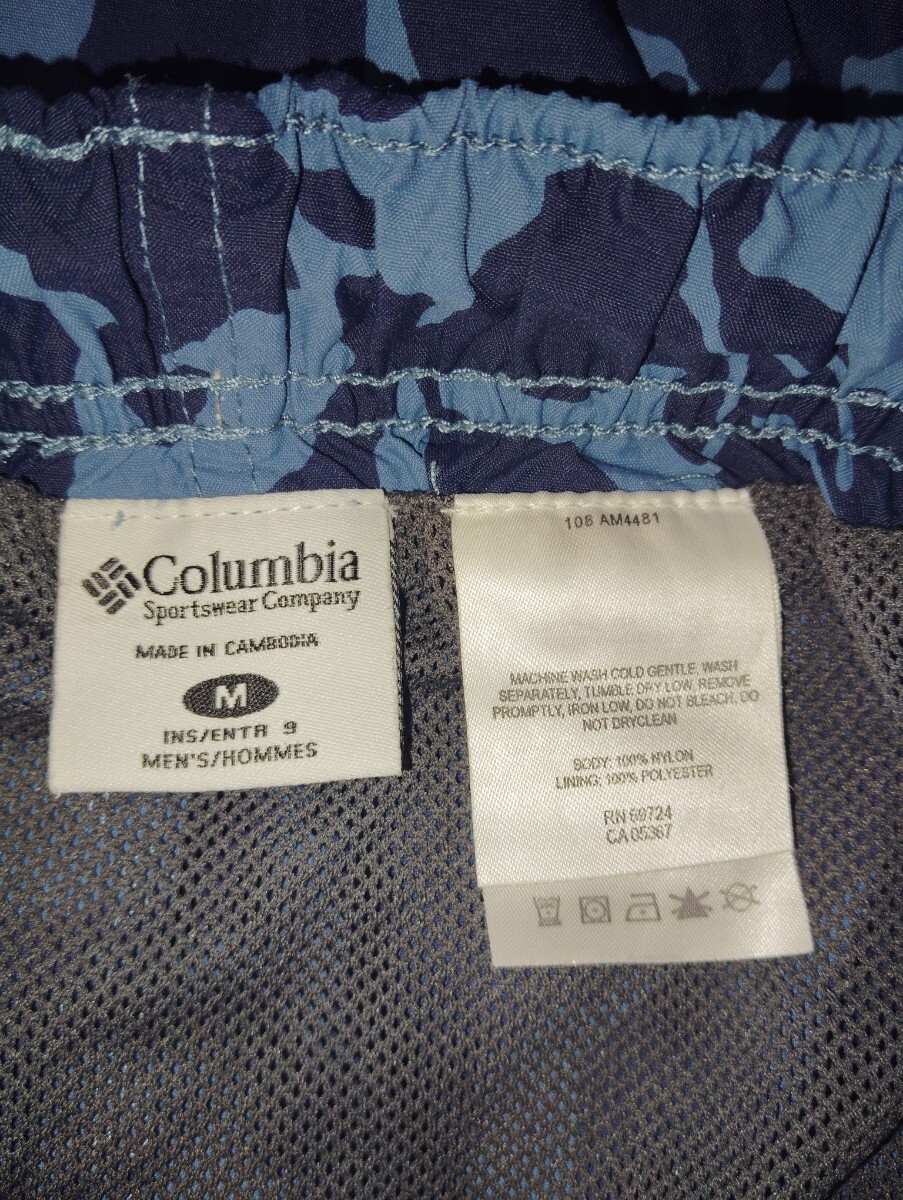 Columbia
Sportswear Company
MADE IN CAMBODIA
M
INS/ENTR 9
MEN'S/HOMMES
108 AM4481
MACHINE WASH COLD GENTLE, WASH
SEPARATELY, TUMBLE DRY LOW, REMOVE
PROMPTLY, IRON LOW, DO NOT BLEACH, DO
NOT DRYCLEAN
BODY: 100% NYLON
LINING: 100% POLYESTER
RN 69724
CA 05367